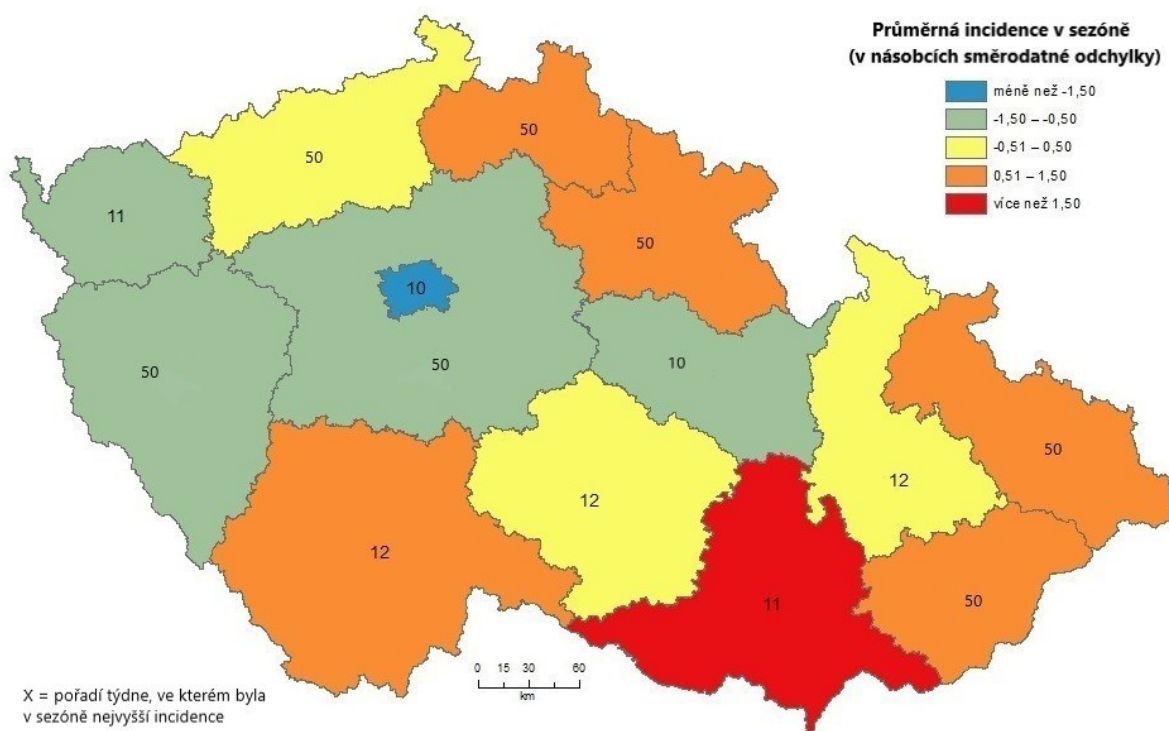 Průměrná incidence v sezóně
(v násobcích směrodatné odchylky)
méně než -1,50
-1,50 – -0,50
-0,51 – 0,50
0,51 – 1,50
více než 1,50
50
50
11
50
10
50
50
10
50
12
12
12
11
50
0 15 30 60
km
X = pořadí týdne, ve kterém byla
v sezóně nejvyšší incidence